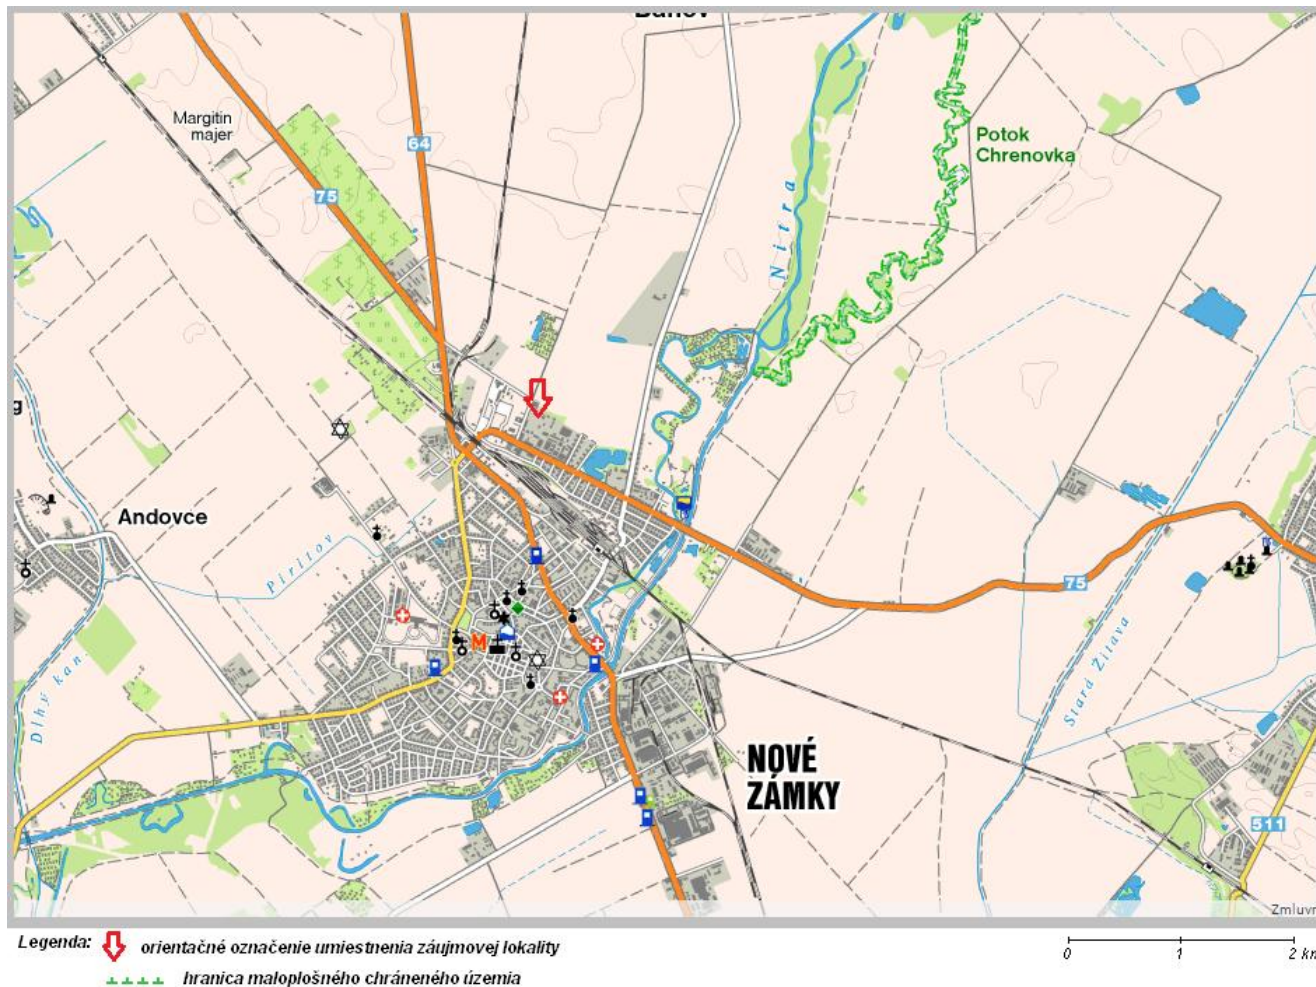 Margitin
majer
64
75
Potok
Chrenovka
Nitra
Andovce
Piritov
Dlhý kan
75
Stará Žitava
NOVÉ
ZÁMKY
511
M
Zmluvn
Legenda: orientačné označenie umiestnenia záujmovej lokality
0 1 2 km
hranica maloplošného chráneného územia